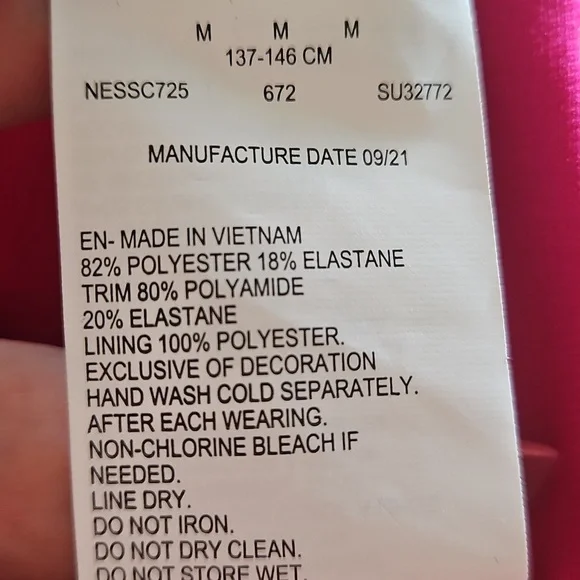 M M M
137-146 CM
NESSC725 672 SU32772
MANUFACTURE DATE 09/21
EN- MADE IN VIETNAM
82% POLYESTER 18% ELASTANE
TRIM 80% POLYAMIDE
20% ELASTANE
LINING 100% POLYESTER.
EXCLUSIVE OF DECORATION
HAND WASH COLD SEPARATELY.
AFTER EACH WEARING.
NON-CHLORINE BLEACH IF
NEEDED.
LINE DRY.
DO NOT IRON.
DO NOT DRY CLEAN.
DO NOT STORE WET.